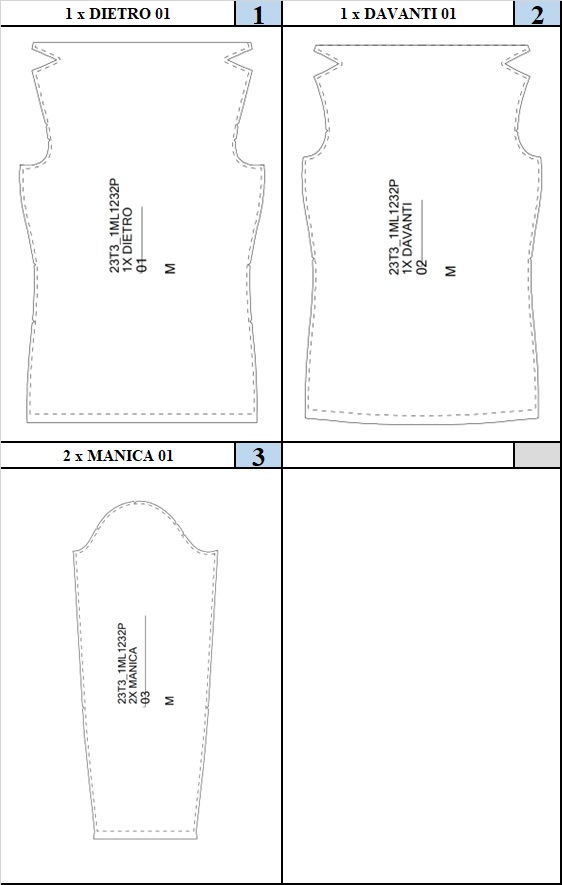 1 x DIETRO 01
1
1 x DAVANTI 01
2
23T3_1ML1232P
1X DIETRO
01
M
23T3_1ML1232P
1X DAVANTI
02
M
2 x MANICA 01
3
23T3_1ML1232P
2X MANICA
03
M